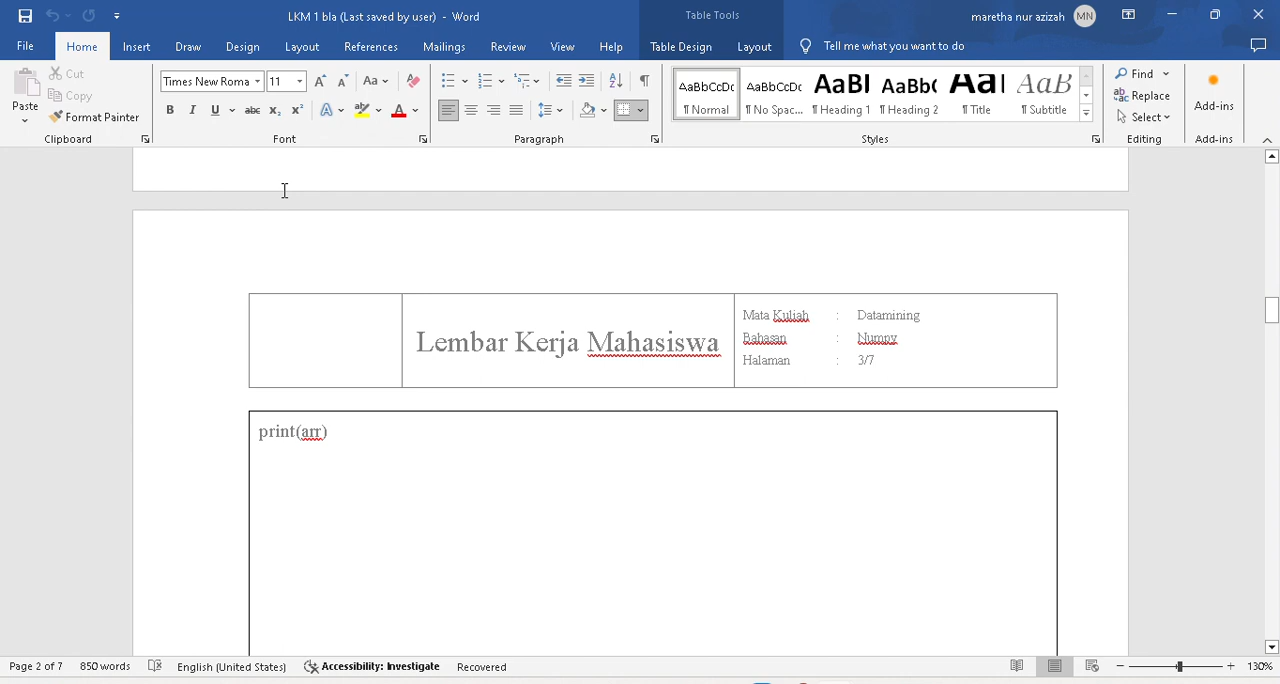 LKM 1 bla (Last saved by user) - Word
Table Tools
maretha nur azizah MN
File Home Insert Draw Design Layout References Mailings Review View Help Table Design Layout Tell me what you want to do
Paste
Cut
Copy
Format Painter
Clipboard
Times New Roma 11 A A Aa
B I U abc x₂ x² A A
Font
Paragraph
AaBbCcDc AaBbCcDc AaBl AaBbC AaI AaB
¶ Normal ¶ No Spac... ¶ Heading 1 ¶ Heading 2 ¶ Title ¶ Subtitle
Styles
Find
Replace
Select
Editing
Add-ins
Add-ins
Lembar Kerja Mahasiswa
Mata Kuliah : Datamining
Bahasan : Numpy
Halaman : 3/7
print(arr)
Page 2 of 7 850 words English (United States) Accessibility: Investigate Recovered 130%